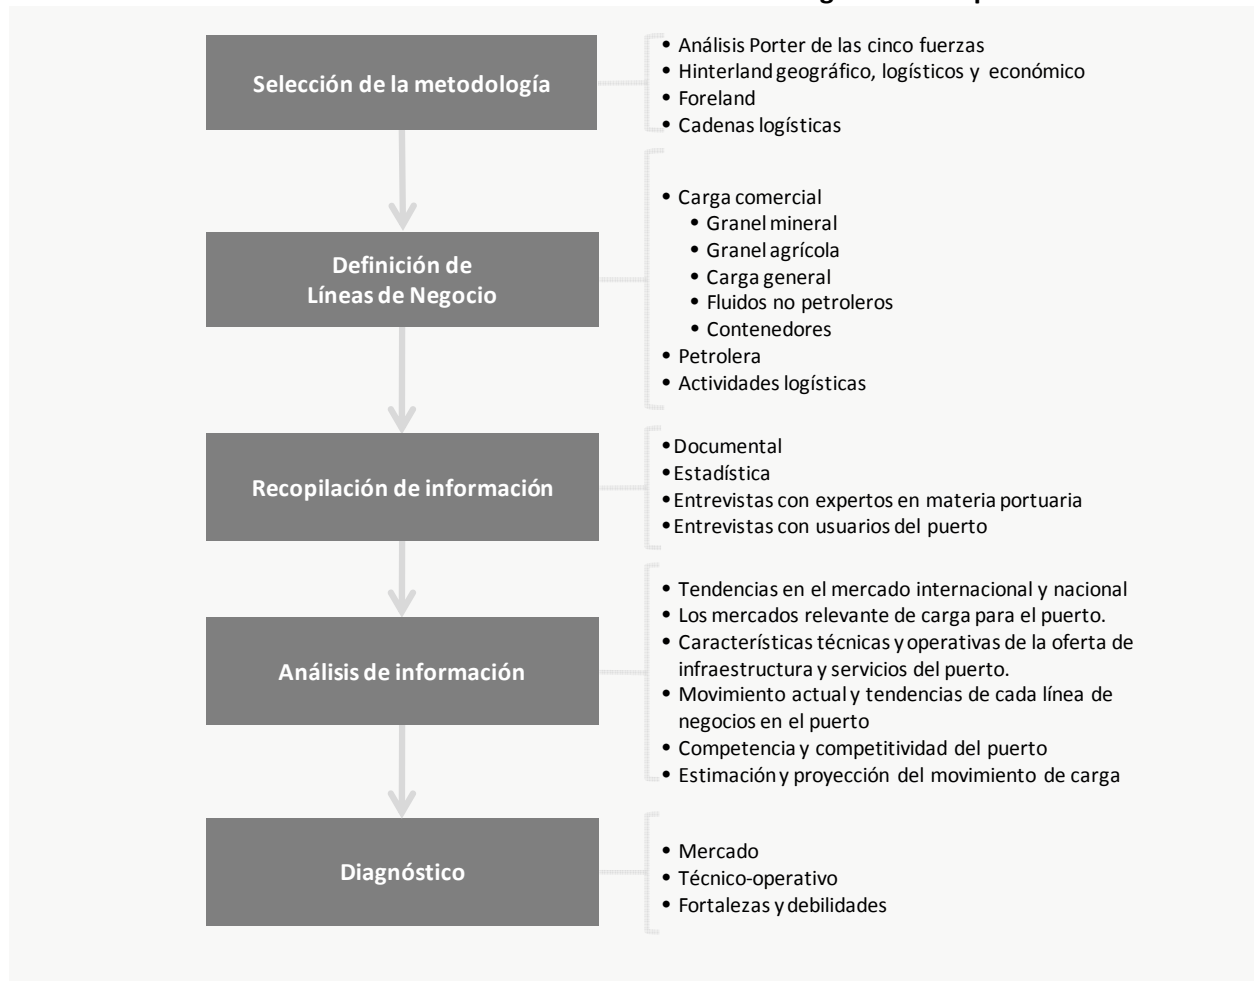 Selección de la metodología
• Análisis Porter de las cinco fuerzas
• Hinterland geográfico, logísticos y económico
• Foreland
• Cadenas logísticas
Definición de
Líneas de Negocio
• Carga comercial
• Granel mineral
• Granel agrícola
• Carga general
• Fluidos no petroleros
• Contenedores
• Petrolera
• Actividades logísticas
Recopilación de información
• Documental
• Estadística
• Entrevistas con expertos en materia portuaria
• Entrevistas con usuarios del puerto
Análisis de información
• Tendencias en el mercado internacional y nacional
• Los mercados relevante de carga para el puerto.
• Characterísticas técnicas y operativas de la oferta de
infraestructura y servicios del puerto.
• Movimiento actual y tendencias de cada línea de
negocios en el puerto
• Competencia y competitividad del puerto
• Estimación y proyección del movimiento de carga
Diagnóstico
• Mercado
• Técnico-operativo
• Fortalezas y debilidades